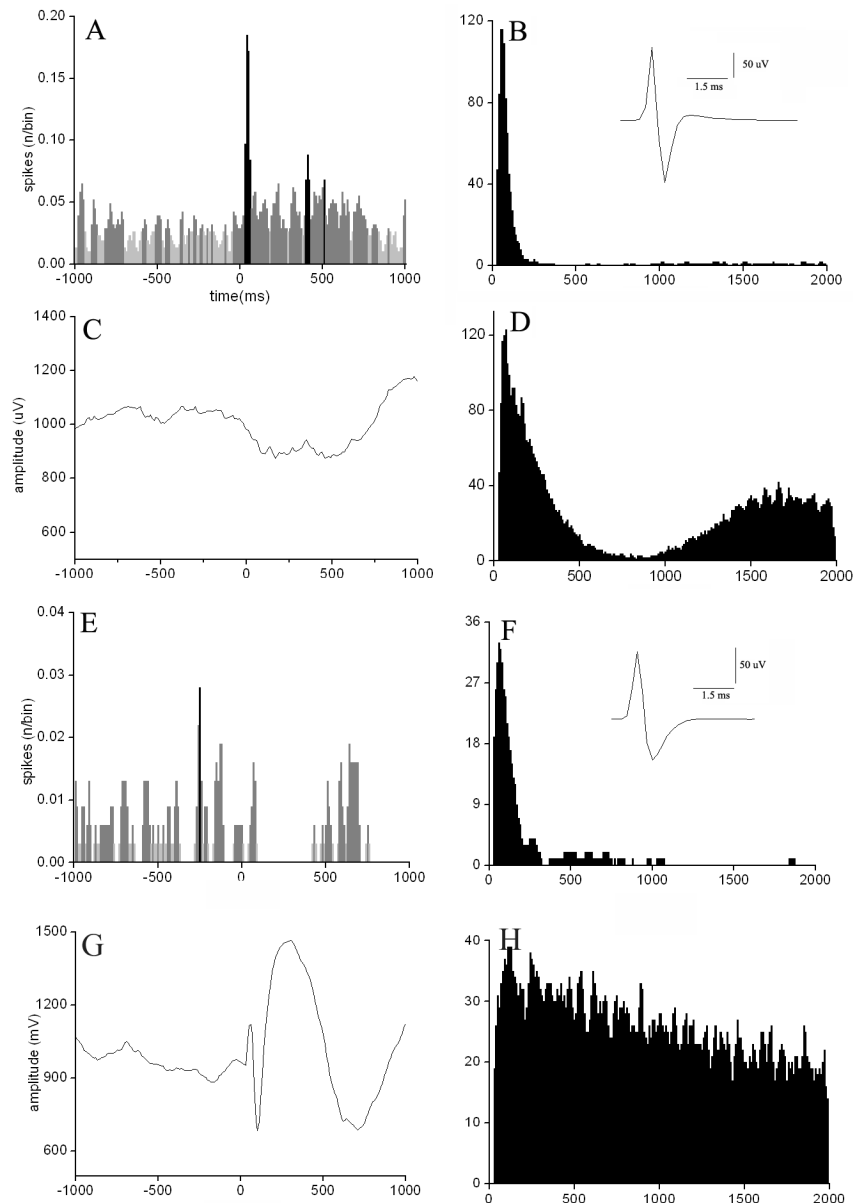 A
spikes (n/bin)
0.20
0.15
0.10
0.05
0.00
-1000 -500 0 500 1000
time(ms)
B
120
80
40
0
50 uV
1.5 ms
0 500 1000 1500 2000
C
amplitude (uV)
1400
1200
1000
800
600
-1000 -500 0 500 1000
D
120
80
40
0
0 500 1000 1500 2000
E
spikes (n/bin)
0.04
0.03
0.02
0.01
0.00
-1000 -500 0 500 1000
F
36
27
18
9
0
50 uV
1.5 ms
0 500 1000 1500 2000
G
amplitude (mV)
1500
1200
900
600
-1000 -500 0 500 1000
H
40
30
20
10
0
0 500 1000 1500 2000